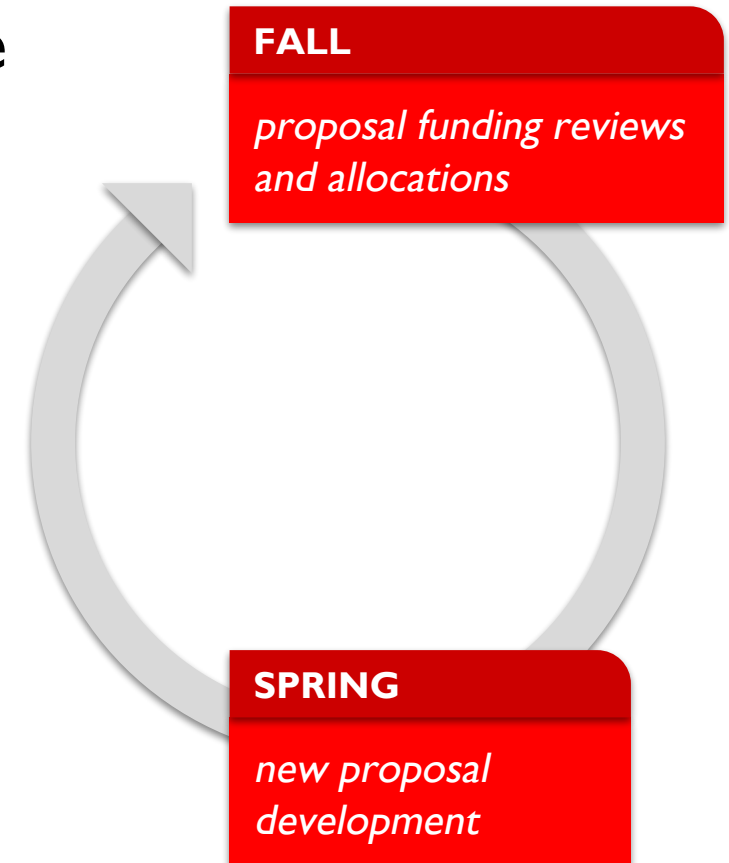 e
FALL
proposal funding reviews
and allocations
SPRING
new proposal
development